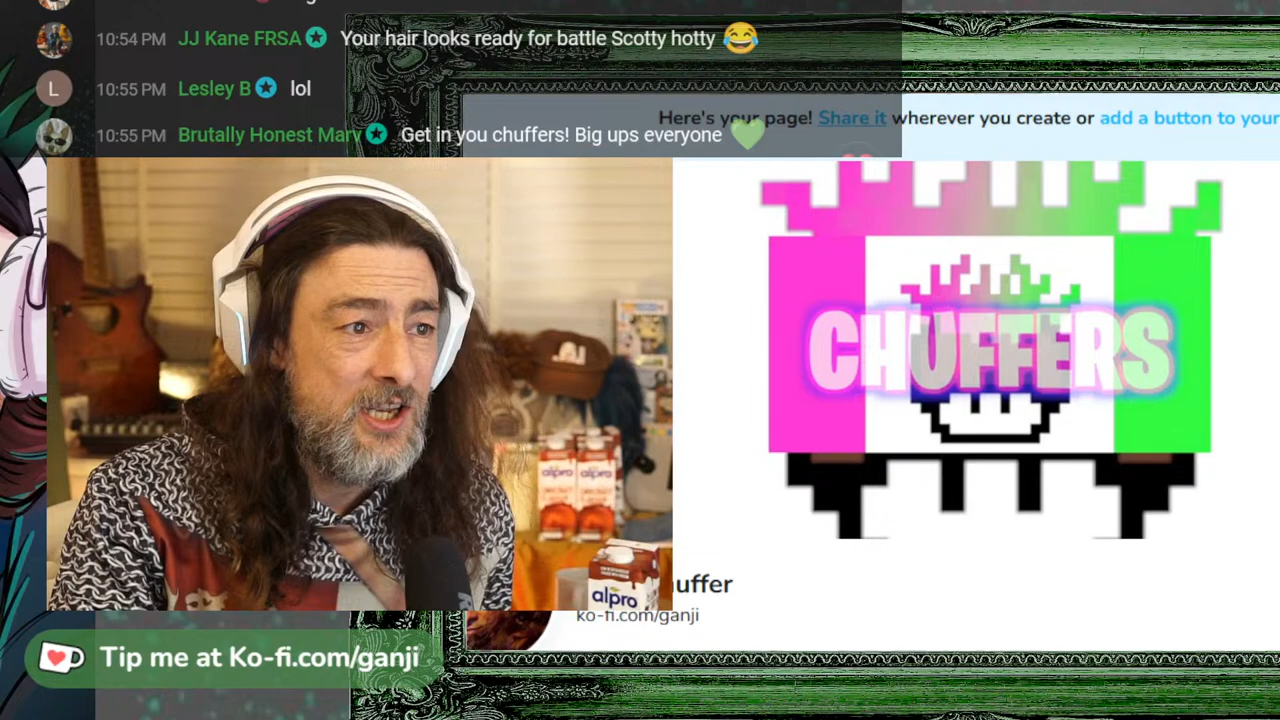 10:54 PM JJ Kane FRSA Your hair looks ready for battle Scotty hotty 😂
L 10:55 PM Lesley B lol
10:55 PM Brutally Honest Mary Get in you chuffers! Big ups everyone 💚
Here's your page! Share it wherever you create or add a button to your
CHUFFERS
alpro
alpro
alpro
uffer
ko-fi.com/ganji
Tip me at Ko-fi.com/ganji